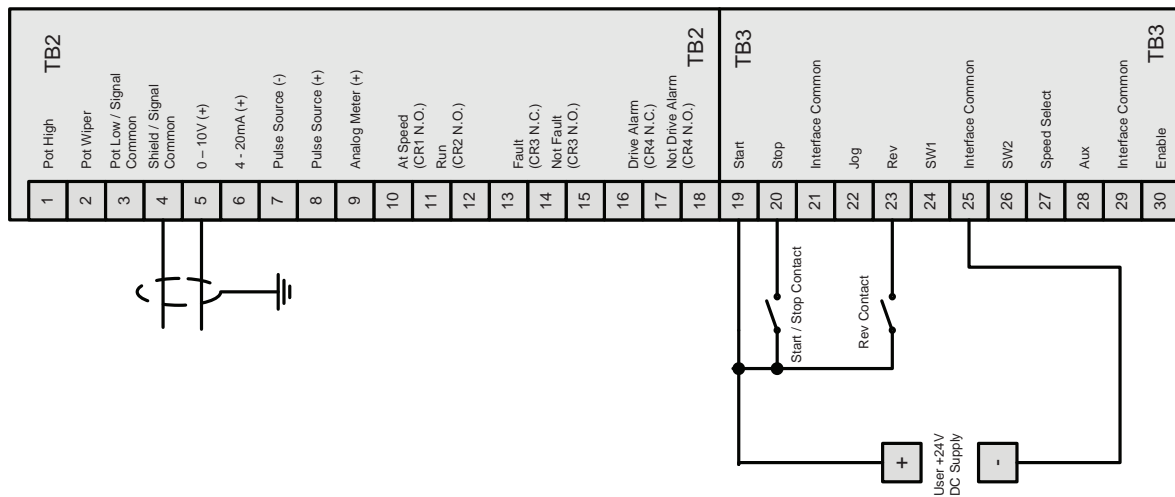 TB2
TB2
TB3
TB3
Pot High
Pot Wiper
Pot Low / Signal
Common
Shield / Signal
Common
0 – 10V (+)
4 - 20mA (+)
Pulse Source (-)
Pulse Source (+)
Analog Meter (+)
At Speed
(CR1 N.O.)
Run
(CR2 N.O.)
Fault
(CR3 N.C.)
Not Fault
(CR3 N.O.)
Drive Alarm
(CR4 N.C.)
Not Drive Alarm
(CR4 N.O.)
Start
Stop
Interface Common
Jog
Rev
SW1
Interface Common
SW2
Speed Select
Aux
Interface Common
Enable
1
2
3
4
5
6
7
8
9
10
11
12
13
14
15
16
17
18
19
20
21
22
23
24
25
26
27
28
29
30
Start / Stop Contact
Rev Contact
+
User +24V
DC Supply
-